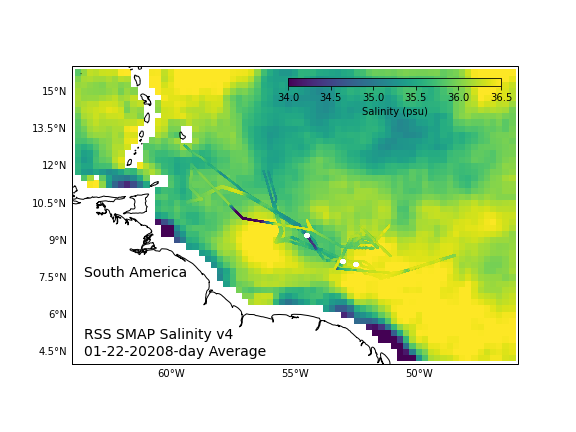 15°N
13.5°N
12°N
10.5°N
9°N
7.5°N
6°N
4.5°N
34.0 34.5 35.0 35.5 36.0 36.5
Salinity (psu)
South America
RSS SMAP Salinity v4
01-22-20208-day Average
60°W 55°W 50°W